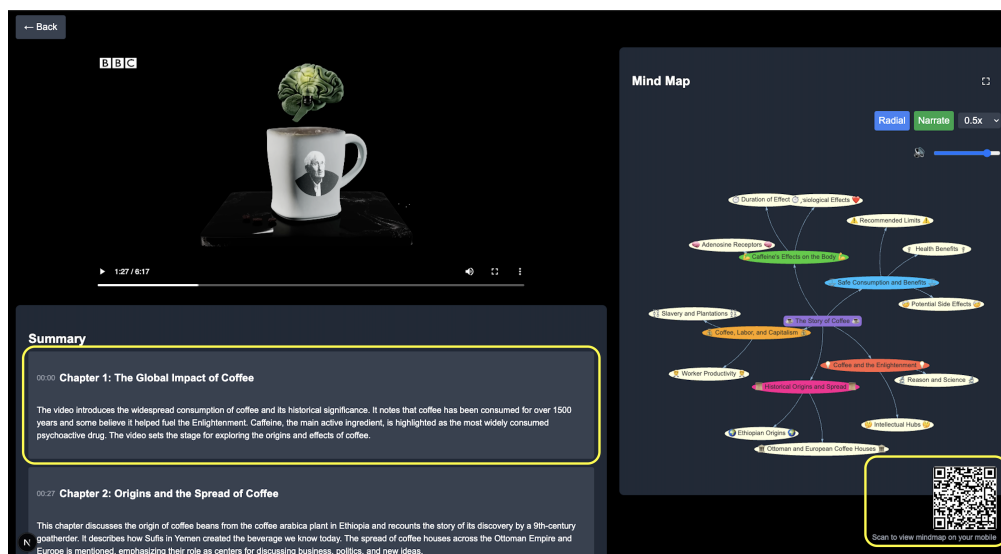 ← Back
BBC
1:27 / 6:17
Summary
00:00 Chapter 1: The Global Impact of Coffee
The video introduces the widespread consumption of coffee and its historical significance. It notes that coffee has been consumed for over 1500
years and some believe it helped fuel the Enlightenment. Caffeine, the main active ingredient, is highlighted as the most widely consumed
psychoactive drug. The video sets the stage for exploring the origins and effects of coffee.
00:27 Chapter 2: Origins and the Spread of Coffee
This chapter discusses the origin of coffee beans from the coffee arabica plant in Ethiopia and recounts the story of its discovery by a 9th-century
goatherder. It describes how Sufis in Yemen created the beverage we know today. The spread of coffee houses across the Ottoman Empire and
Europe is mentioned, emphasizing their role as centers for discussing business, politics, and new ideas.
N
Mind Map
Radial Narrate 0.5x
Duration of Effect
siological Effects
Recommended Limits
Adenosine Receptors
Health Benefits
Caffeine's Effects on the Body
Safe Consumption and Benefits
Potential Side Effects
Slavery and Plantations
The Story of Coffee
Coffee, Labor, and Capitalism
Coffee and the Enlightenment
Worker Productivity
Reason and Science
Historical Origins and Spread
Intellectual Hubs
Ethiopian Origins
Ottoman and European Coffee Houses
Scan to view mindmap on your mobile